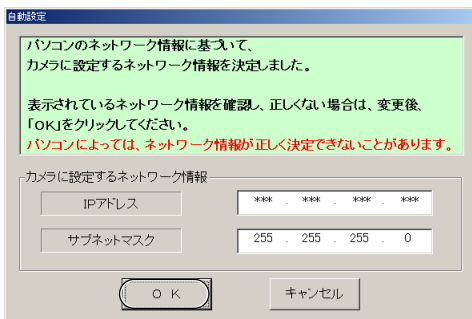 自動設定
パソコンのネットワーク情報に基づいて、
カメラに設定するネットワーク情報を決定しました。
表示されているネットワーク情報を確認し、正しくない場合は、変更後、
「OK」をクリックしてください。
パソコンによっては、ネットワーク情報が正しく決定できないことがあります。
カメラに設定するネットワーク情報
IPアドレス *** . *** . *** . ***
サブネットマスク 255 . 255 . 255 . 0
OK キャンセル